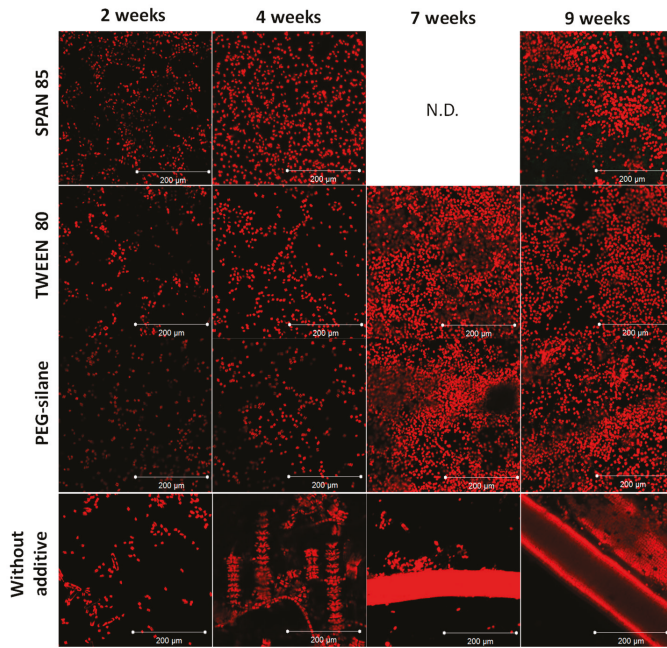 2 weeks 4 weeks 7 weeks 9 weeks
SPAN 85
N.D.
200 µm 200 µm 200 µm
TWEEN 80
200 µm 200 µm 200 µm 200 µm
PEG-silane
200 µm 200 µm 200 µm 200 µm
Without
additive
200 µm 200 µm 200 µm 200 µm